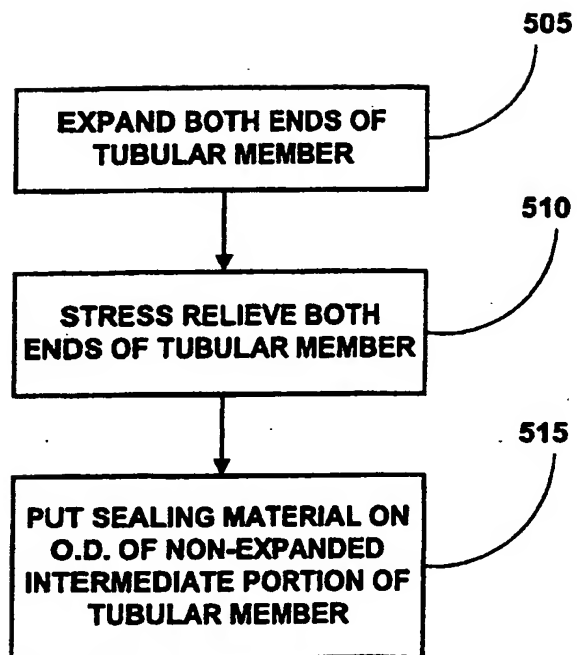 505
EXPAND BOTH ENDS OF
TUBULAR MEMBER
510
STRESS RELIEVE BOTH
ENDS OF TUBULAR MEMBER
515
PUT SEALING MATERIAL ON
O.D. OF NON-EXPANDED
INTERMEDIATE PORTION OF
TUBULAR MEMBER